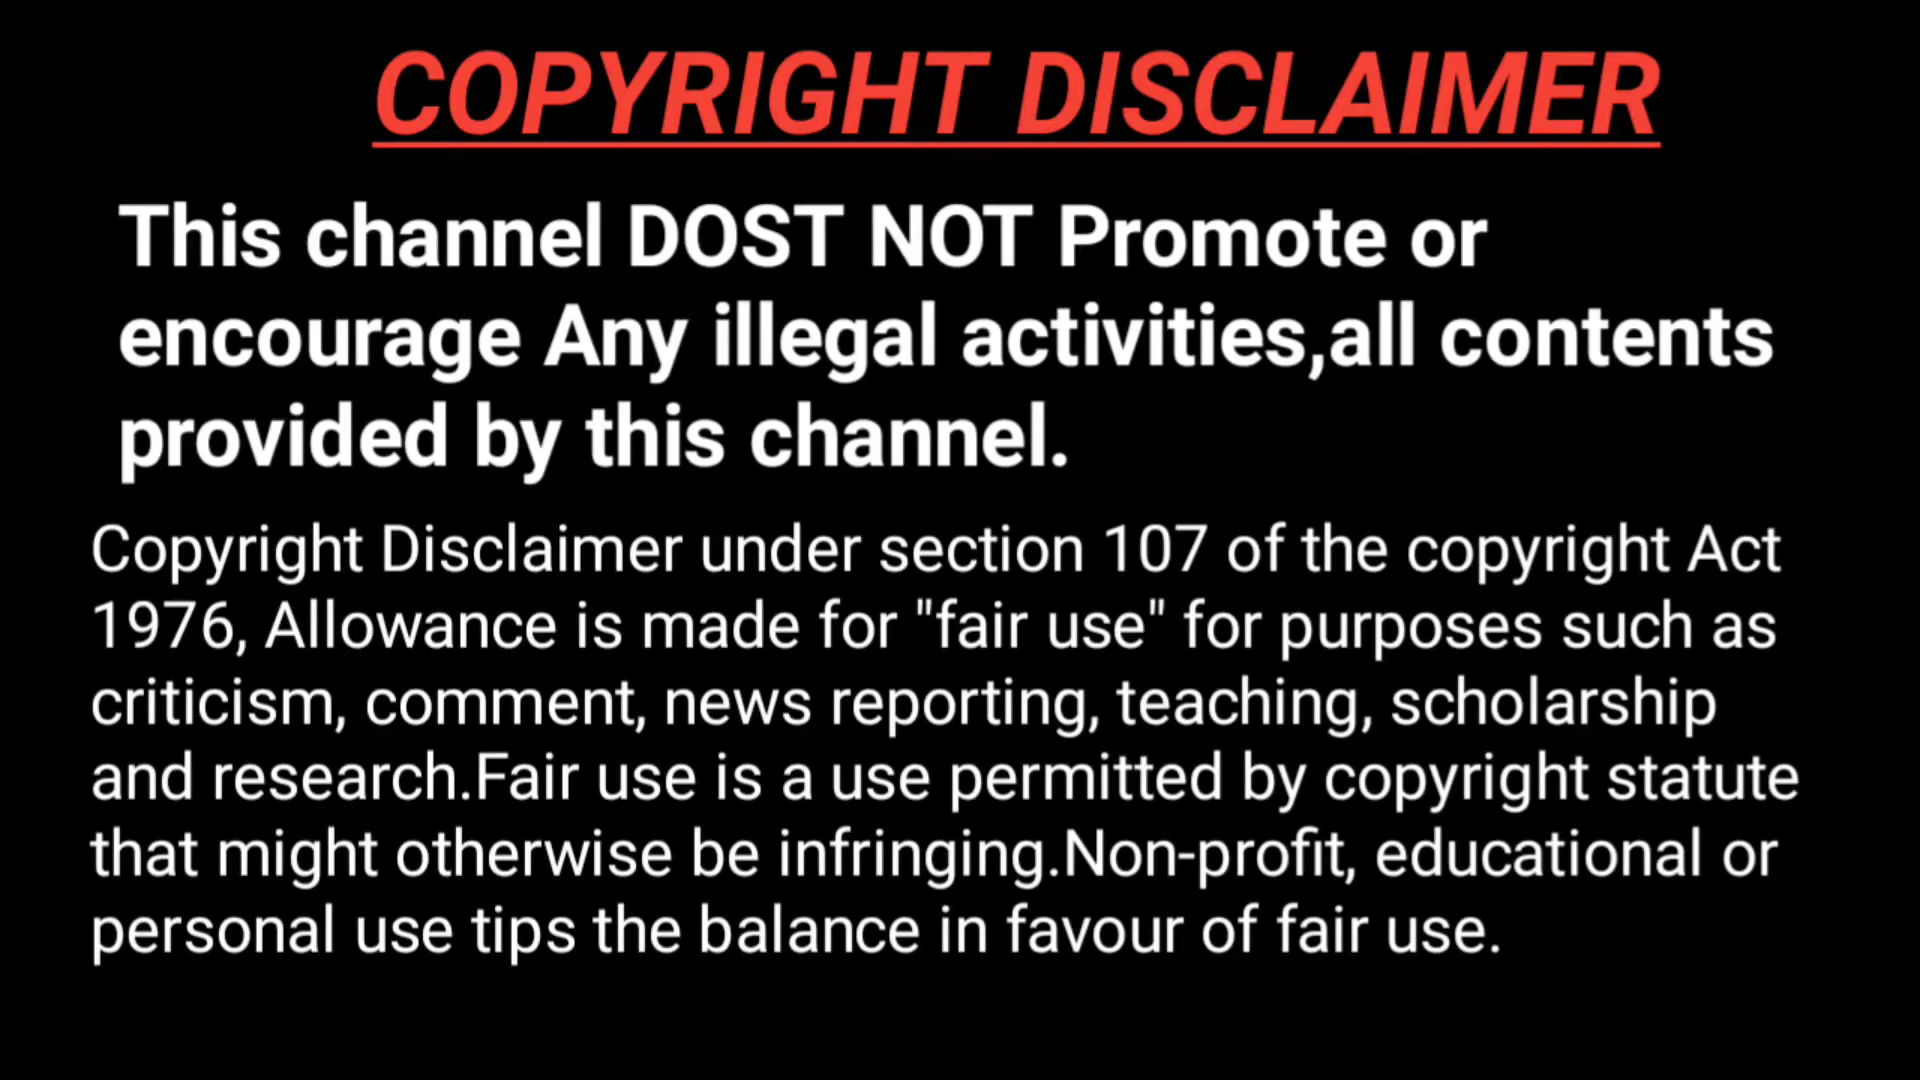 COPYRIGHT DISCLAIMER
This channel DOST NOT Promote or
encourage Any illegal activities,all contents
provided by this channel.
Copyright Disclaimer under section 107 of the copyright Act
1976, Allowance is made for "fair use" for purposes such as
criticism, comment, news reporting, teaching, scholarship
and research.Fair use is a use permitted by copyright statute
that might otherwise be infringing.Non-profit, educational or
personal use tips the balance in favour of fair use.